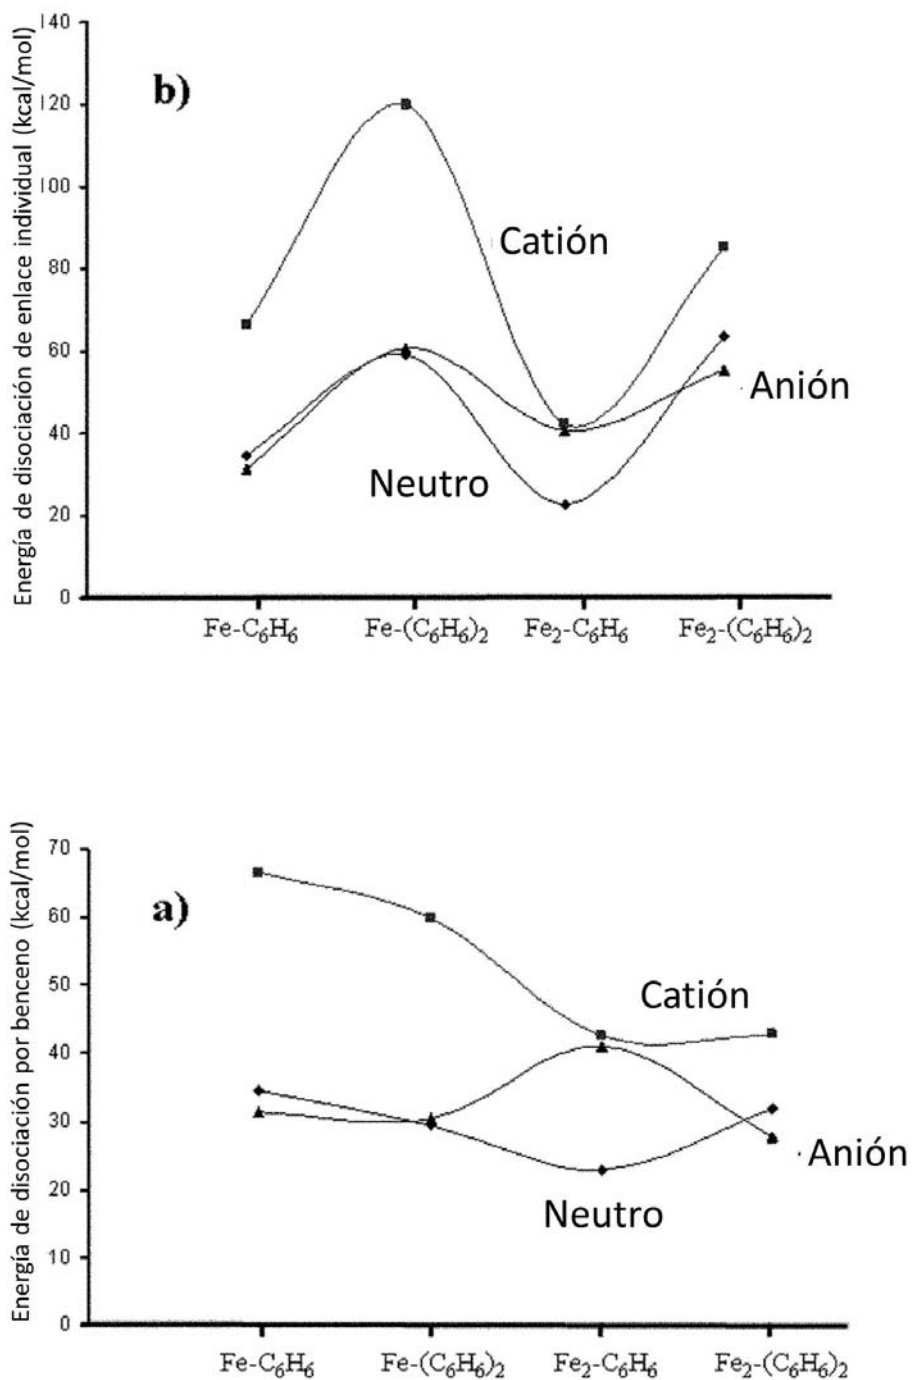 Energía de disociación de enlace individual (kcal/mol)
140
120
100
80
60
40
20
0
b)
Catión
Anión
Neutro
Fe-C₆H₆ Fe-(C₆H₆)₂ Fe₂-C₆H₆ Fe₂-(C₆H₆)₂
Energía de disociación por benceno (kcal/mol)
70
60
50
40
30
20
10
0
a)
Catión
Anión
Neutro
Fe-C₆H₆ Fe-(C₆H₆)₂ Fe₂-C₆H₆ Fe₂-(C₆H₆)₂